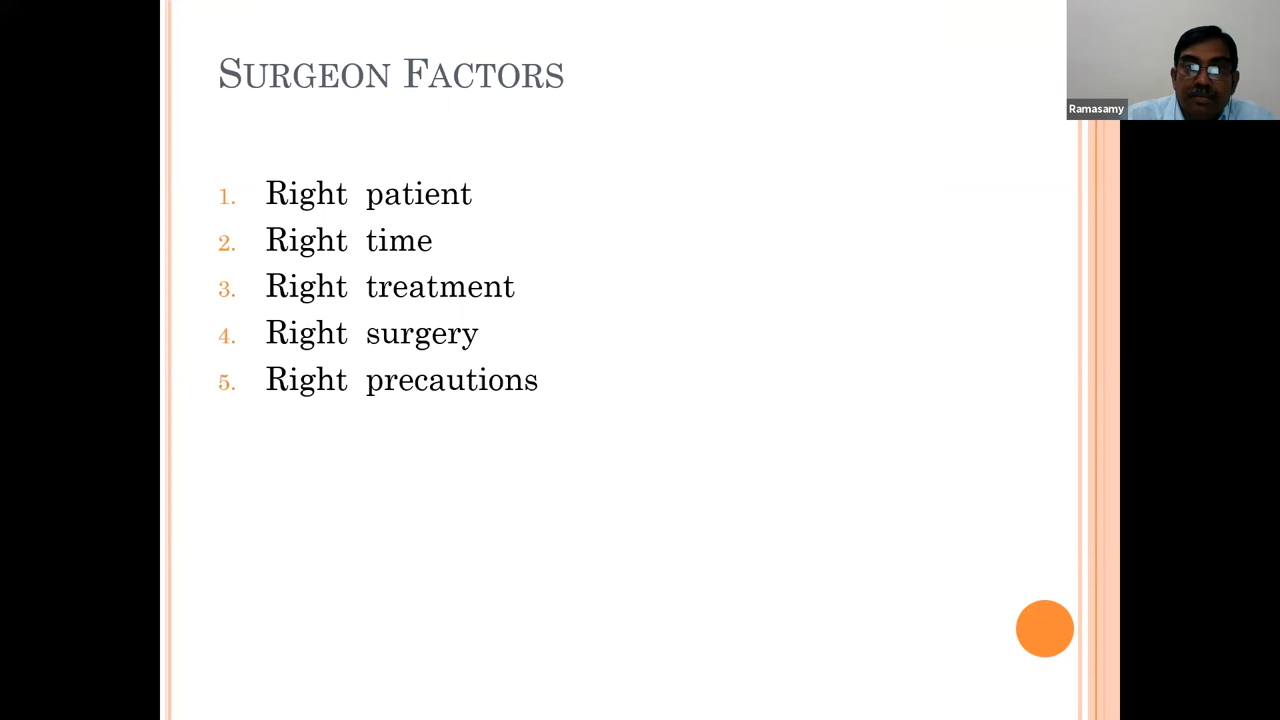 SURGEON FACTORS
Ramasamy
1. Right patient
2. Right time
3. Right treatment
4. Right surgery
5. Right precautions